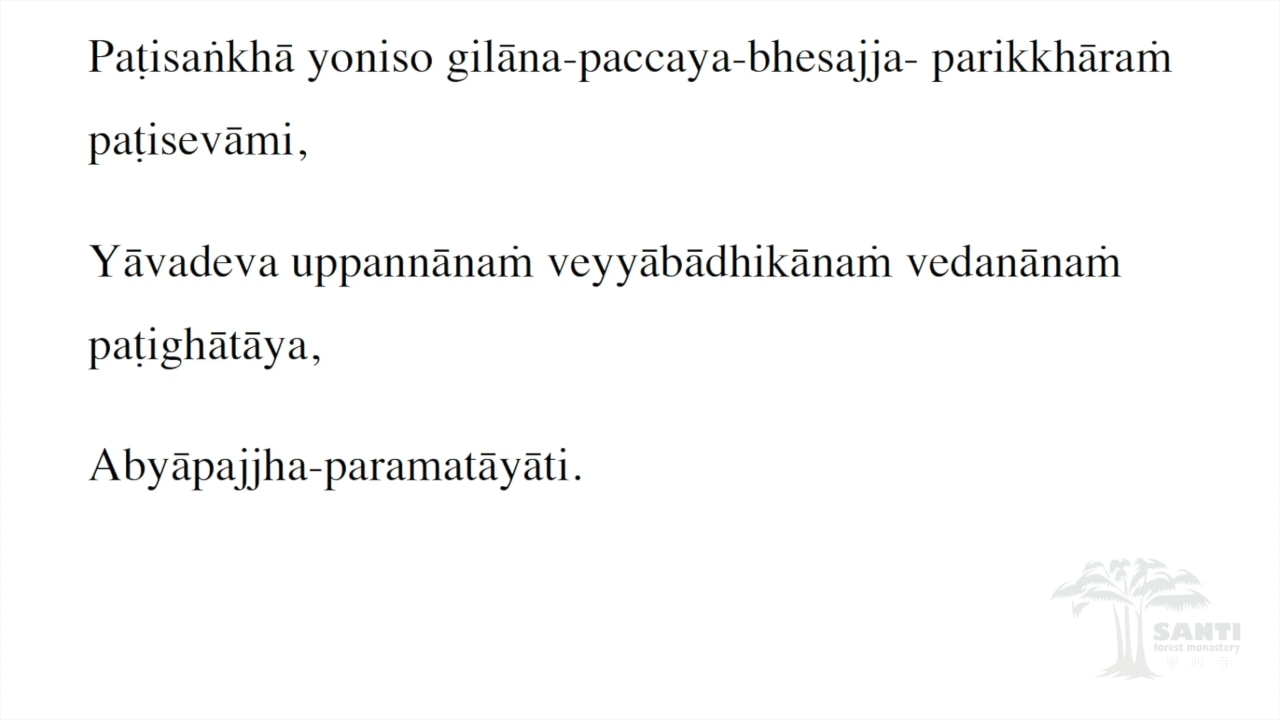 Paṭisaṅkhā yoniso gilāna-paccaya-bhesajja- parikkhāraṁ
paṭisevāmi,
Yāvadeva uppannānaṁ veyyābādhikānaṁ vedanānaṁ
paṭighātāya,
Abyāpajjha-paramatāyāti.
SANTI
forest monastery